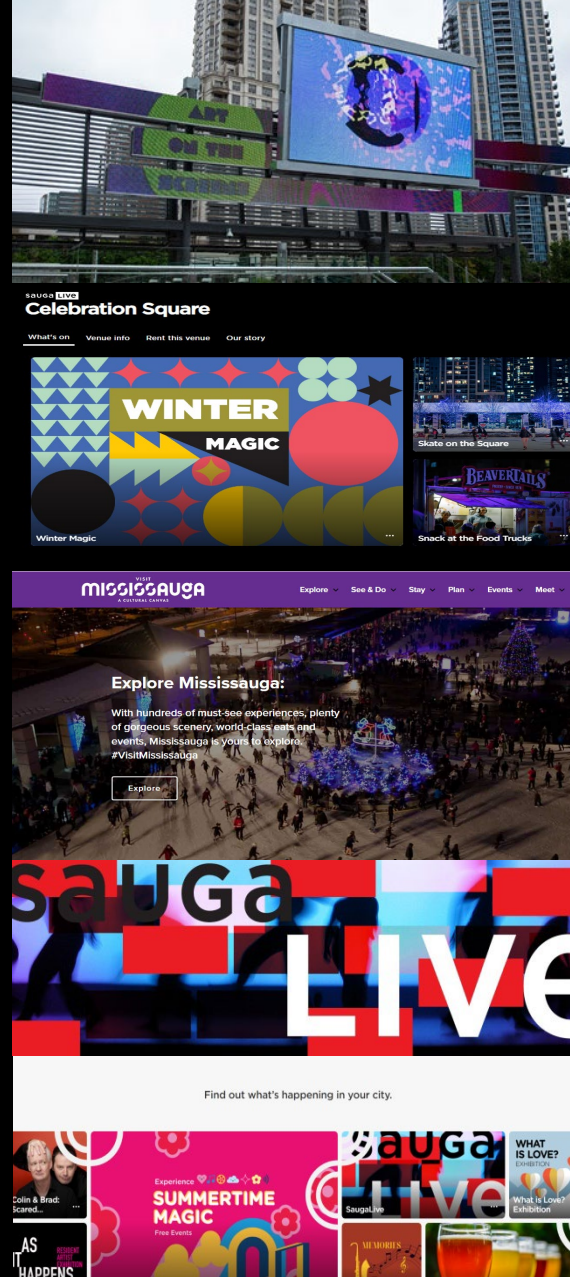 ART
ON THE
SCREENS
sauGa LIVE
Celebration Square
What's on Venue info Rent this venue Our story
WINTER
MAGIC
Winter Magic
...
Skate on the Square
...
BEAVERTAILS
Snack at the Food Trucks
...
VISIT
MISSISSAUGA
A CULTURAL CANVAS
Explore See & Do Stay Plan Events Meet
Explore Mississauga:
With hundreds of must-see experiences, plenty
of gorgeous scenery, world-class eats and
events, Mississauga is yours to explore.
#VisitMississauga
Explore
sauGa
LIVe
Find out what's happening in your city.
Colin & Brad:
Scared...
...
Experience
SUMMERTIME
MAGIC
Free Events
sauGa
LIVe
SaugaLive
...
WHAT
IS LOVE?
EXHIBITION
What is Love?
Exhibition
AS
IT
HAPPENS
RESIDENT
ARTIST
EXHIBITION
MEMORIES